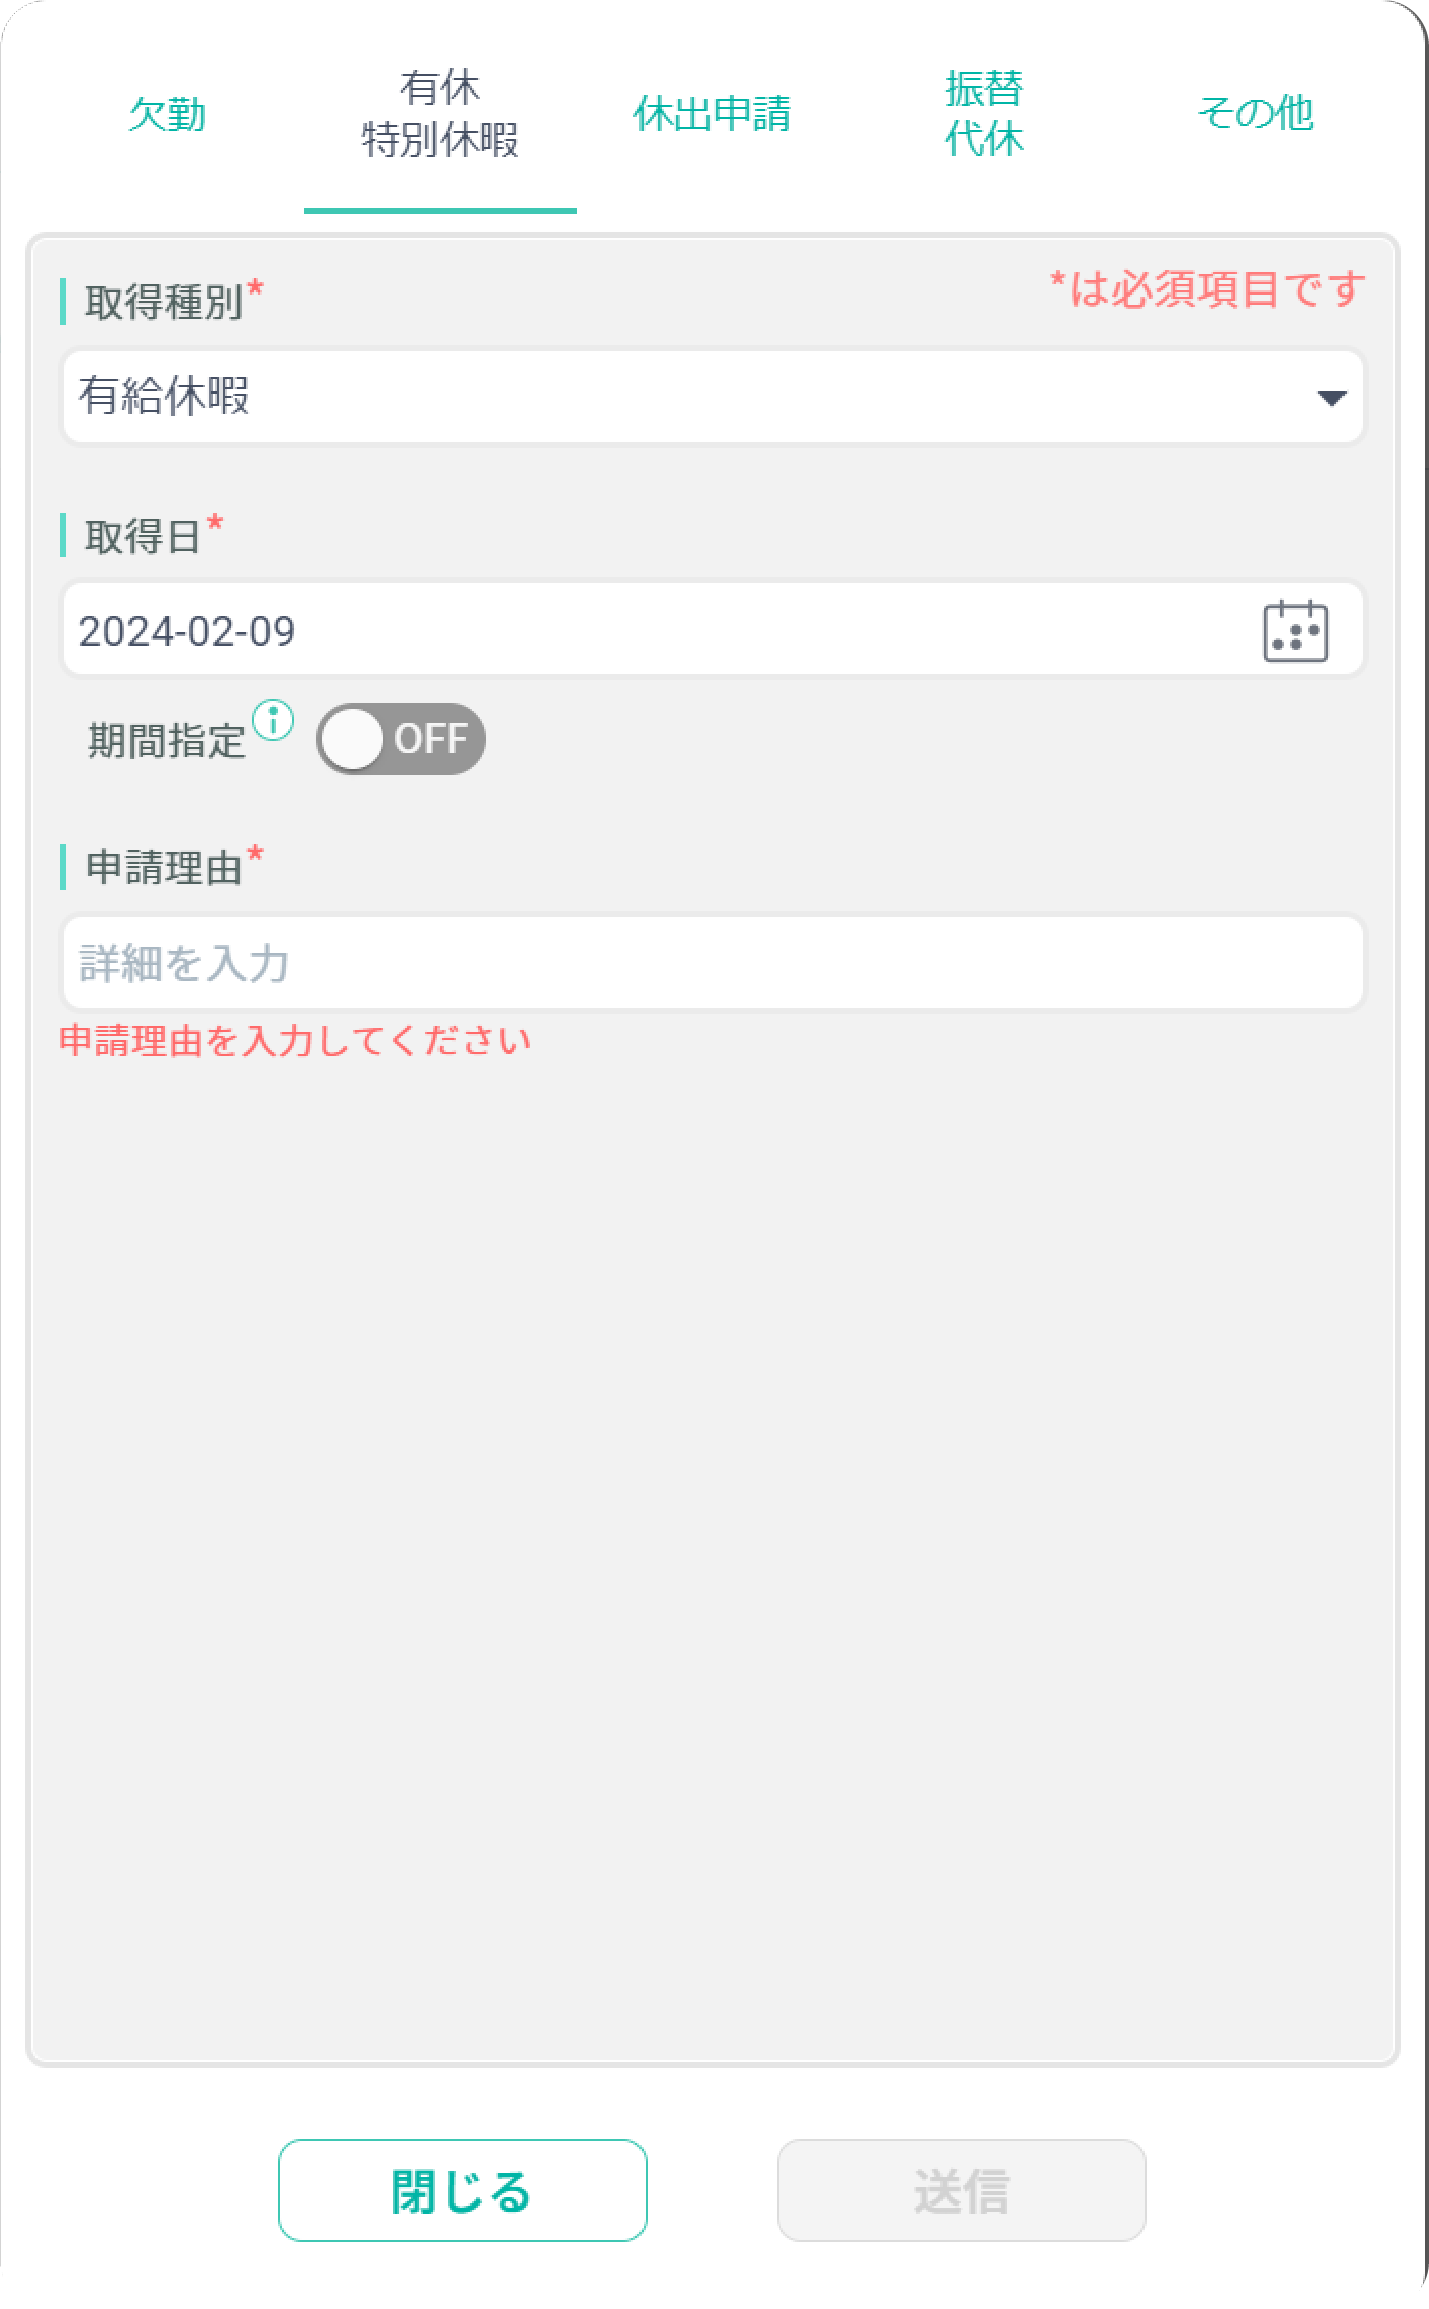 欠勤
有休
特別休暇
休出申請
振替
代休
その他
取得種別*
*は必須項目です
有給休暇
取得日*
2024-02-09
期間指定
OFF
申請理由*
詳細を入力
申請理由を入力してください
閉じる
送信